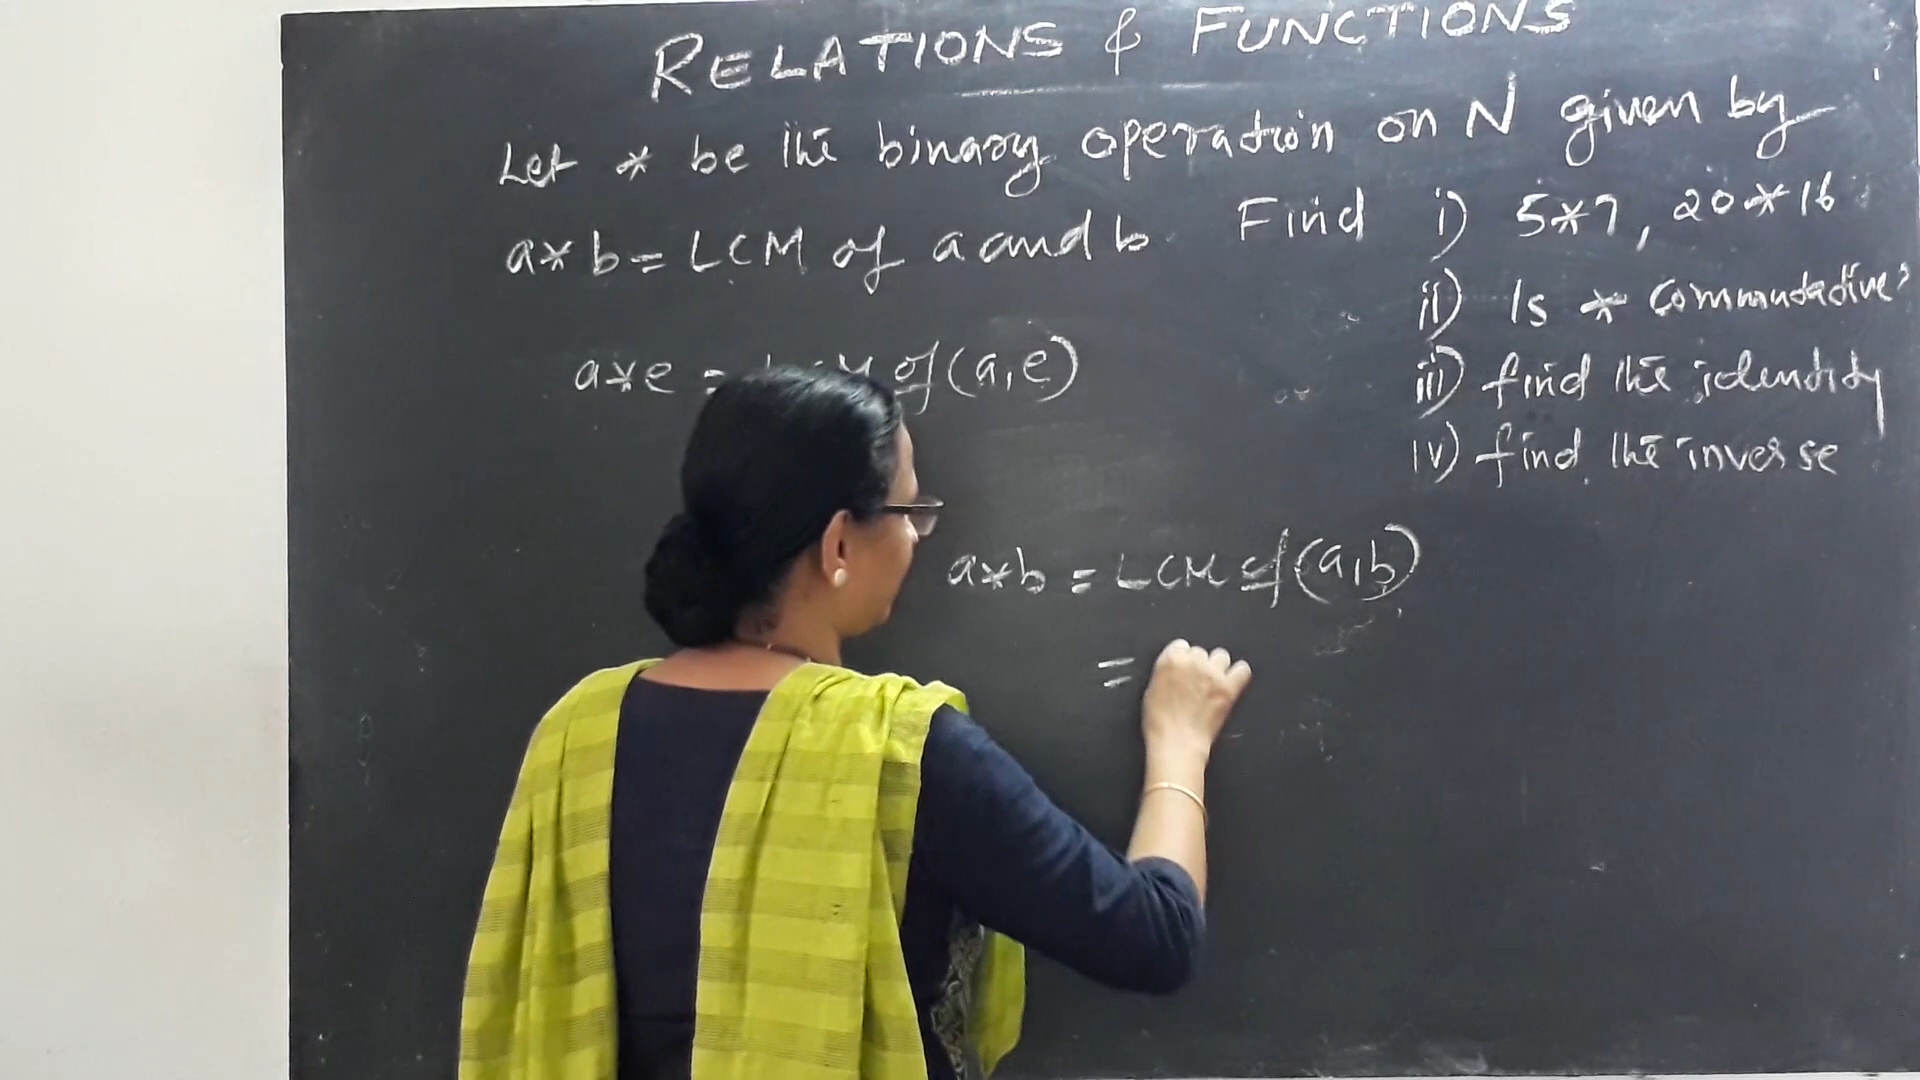 RELATIONS & FUNCTIONS
Let * be the binary operation on N given by
a*b = LCM of a and b. Find i) 5*7, 20*16
ii) Is * commutative?
iii) find the identity
iv) find the inverse
a*e = LCM of (a,e)
a*b = LCM of (a,b)
=